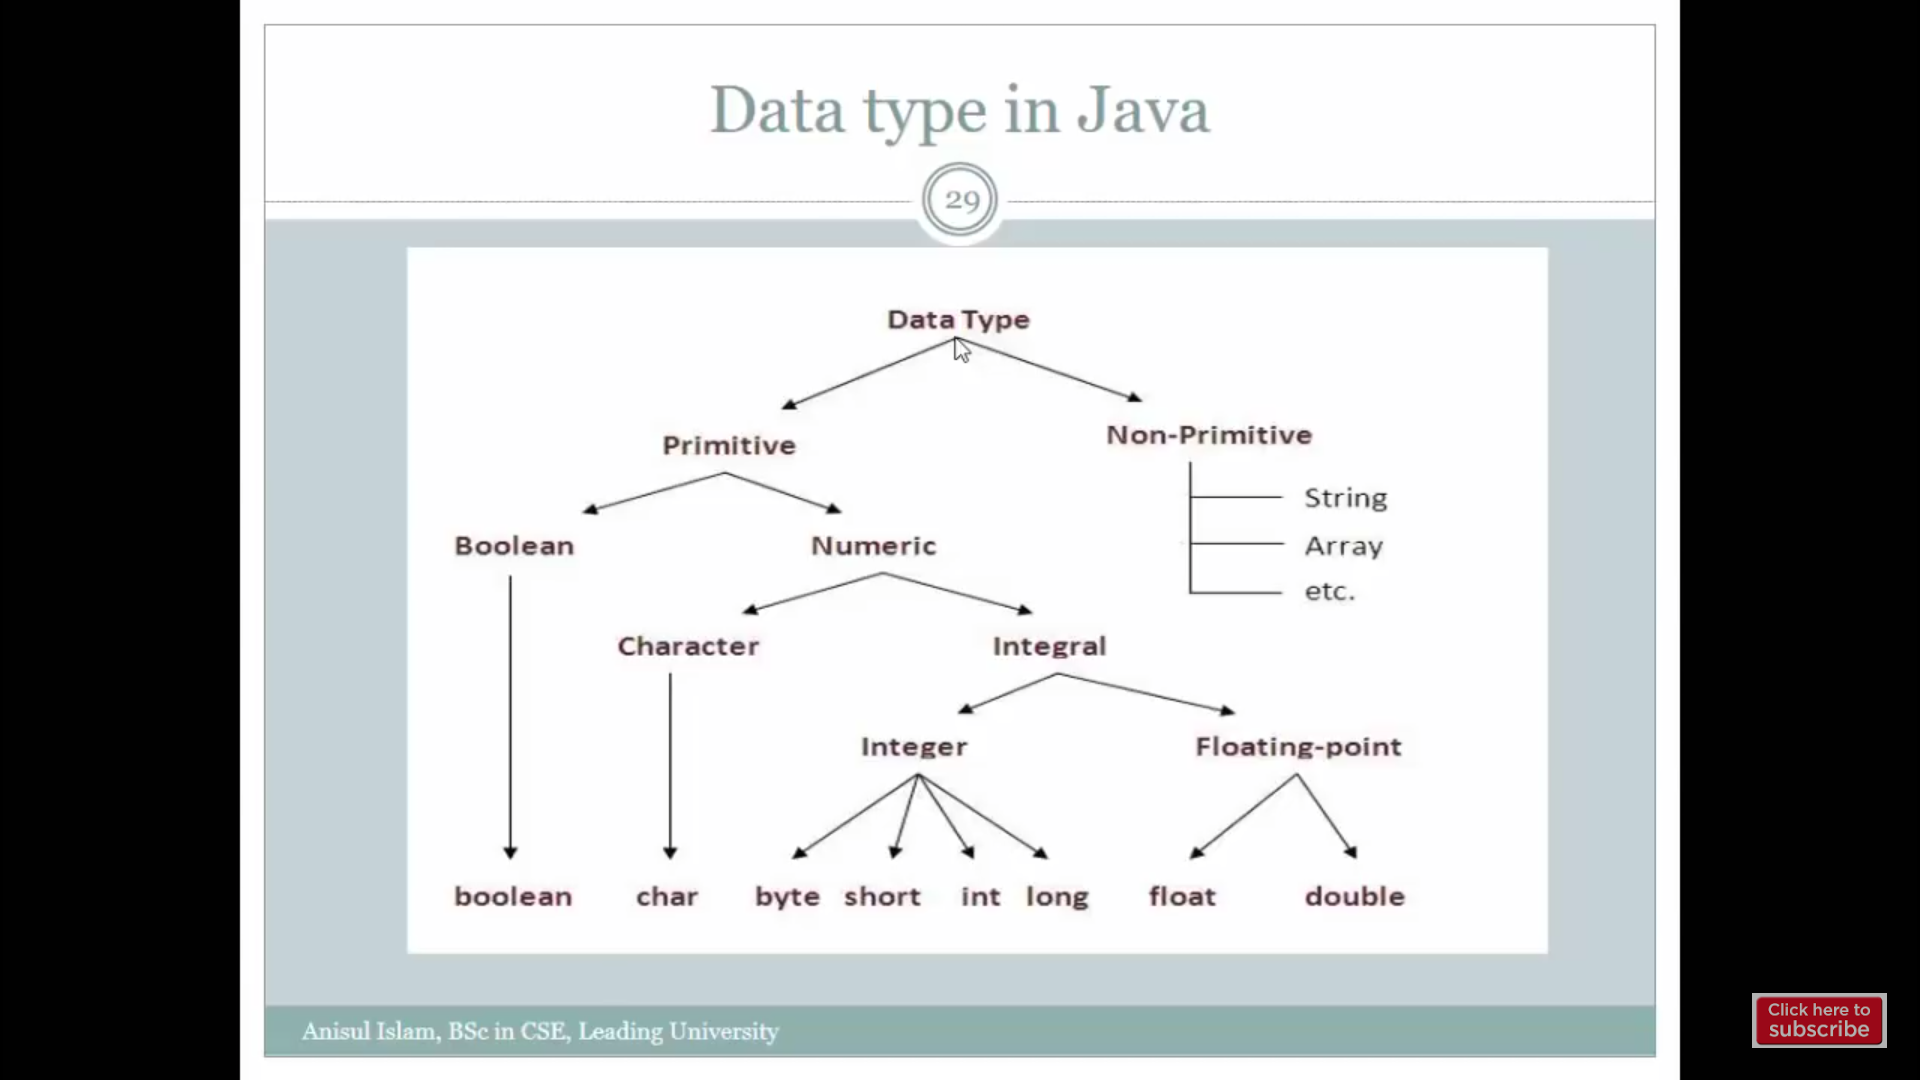 Data type in Java
29
Data Type
Primitive
Non-Primitive
String
Array
etc.
Boolean
Numeric
Character
Integral
Integer
Floating-point
boolean char byte short int long float double
Anisul Islam, BSc in CSE, Leading University
Click here to
subscribe